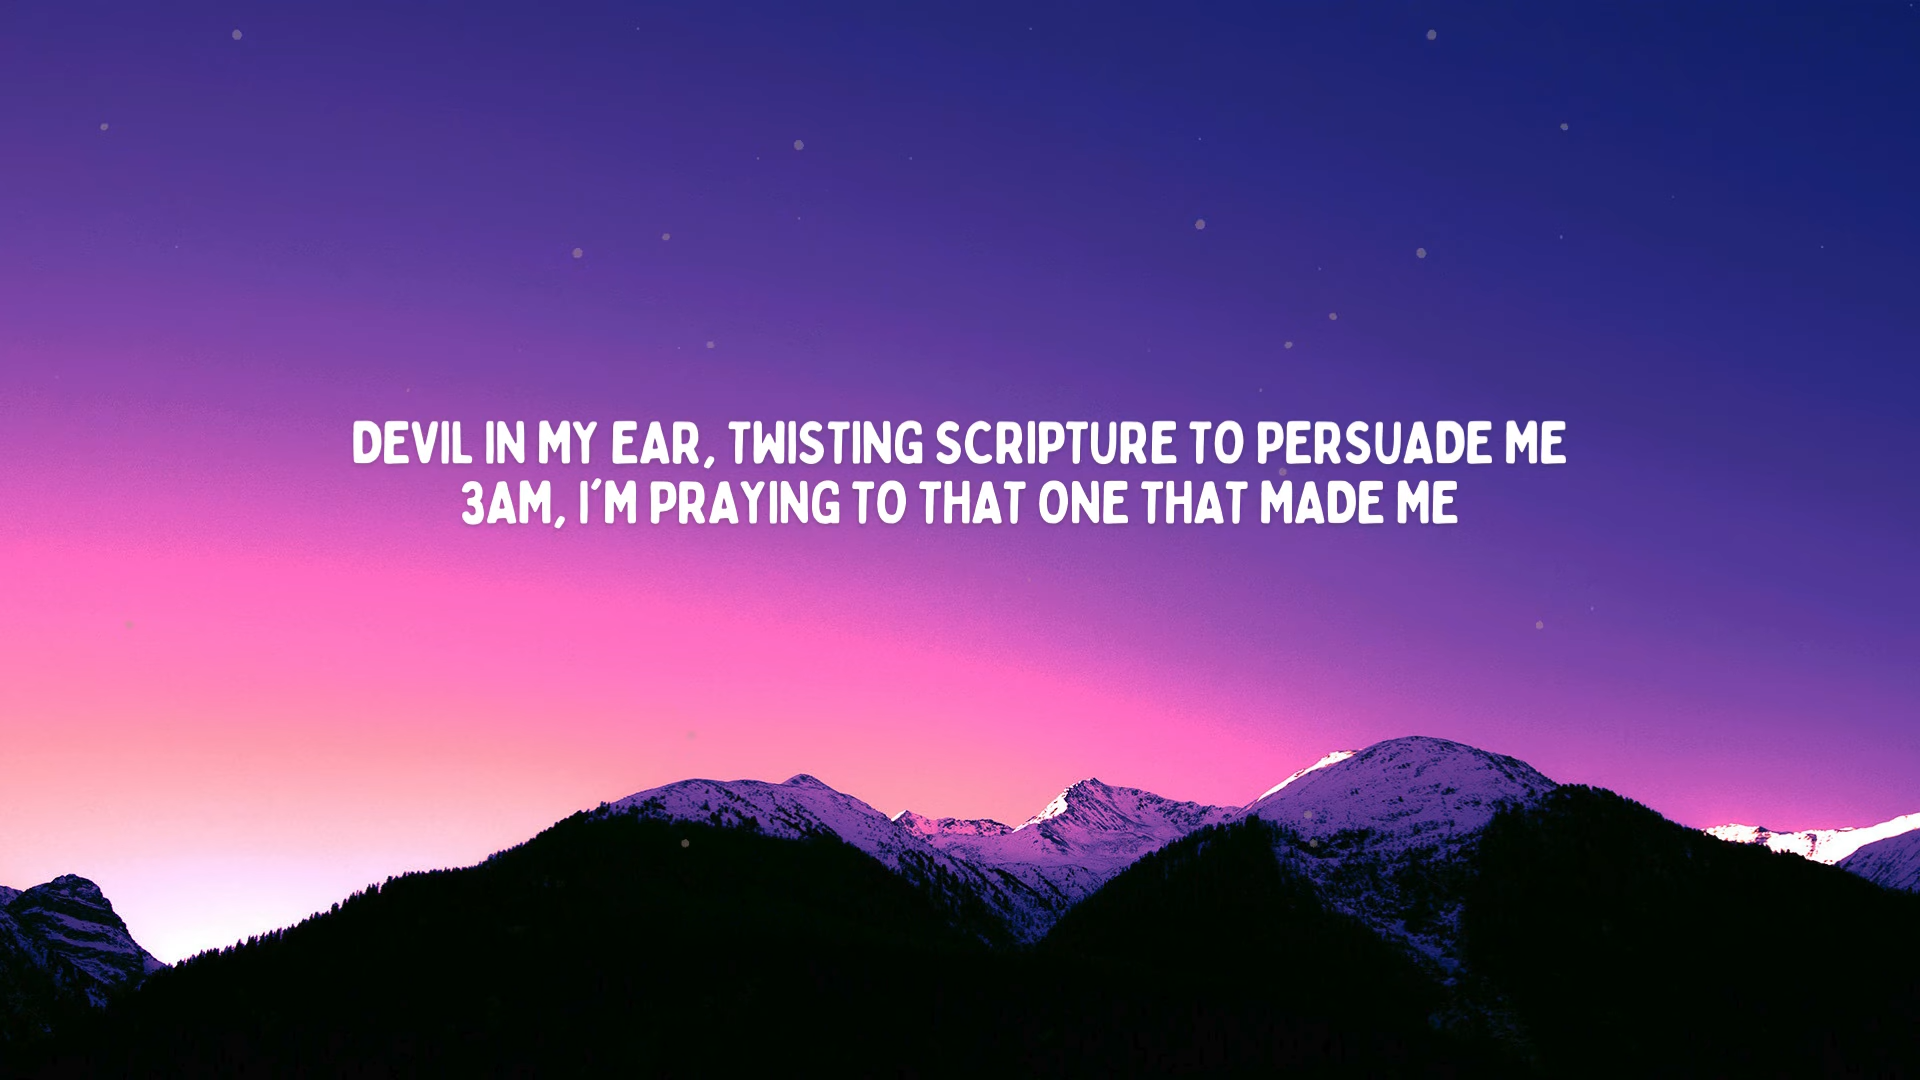 DEVIL IN MY EAR, TWISTING SCRIPTURE TO PERSUADE ME
3AM, I'M PRAYING TO THAT ONE THAT MADE ME